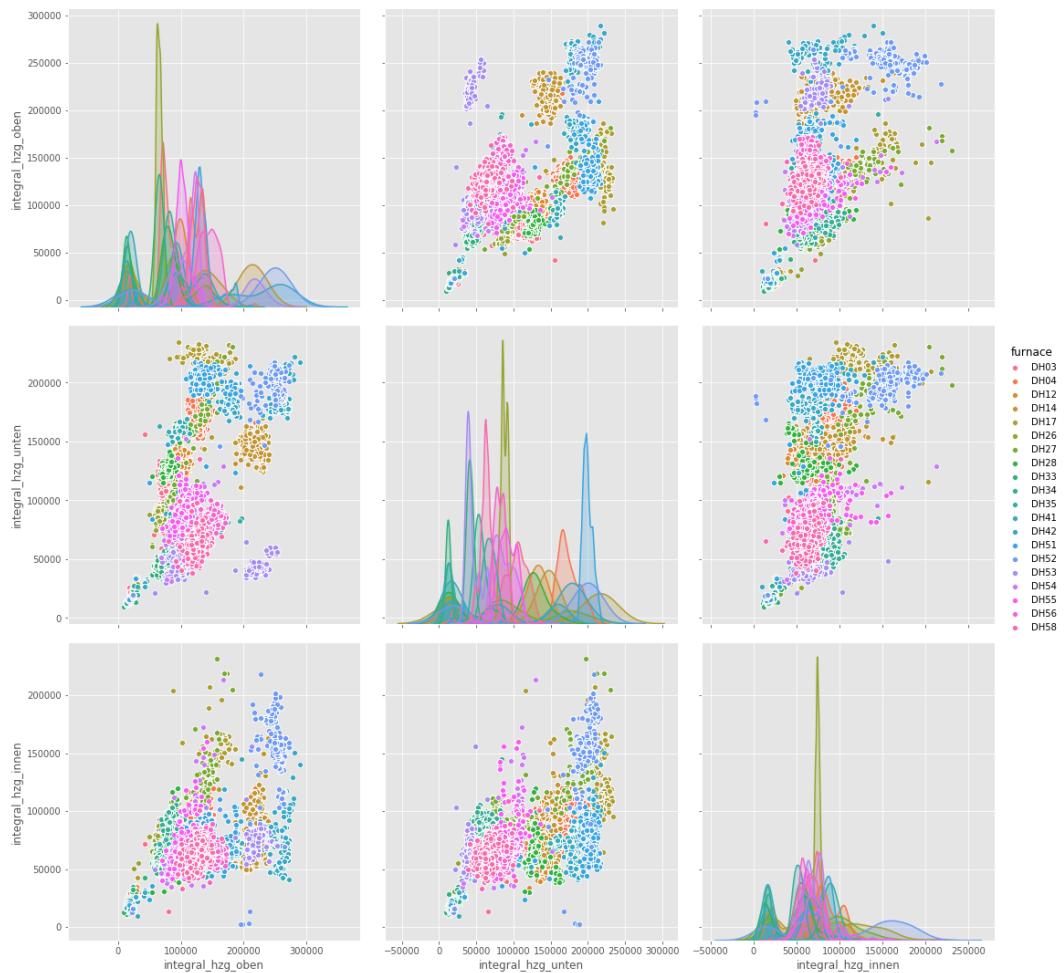 300000
250000
200000
150000
100000
50000
0
integral_hzg_oben
200000
150000
100000
50000
0
integral_hzg_unten
200000
150000
100000
50000
0
integral_hzg_innen
0
100000
200000
300000
integral_hzg_oben
−50000
0
50000
100000
150000
200000
250000
300000
integral_hzg_unten
−50000
0
50000
100000
150000
200000
250000
integral_hzg_innen
furnace
DH03
DH04
DH12
DH14
DH17
DH26
DH27
DH28
DH33
DH34
DH35
DH41
DH42
DH51
DH52
DH53
DH54
DH55
DH56
DH58